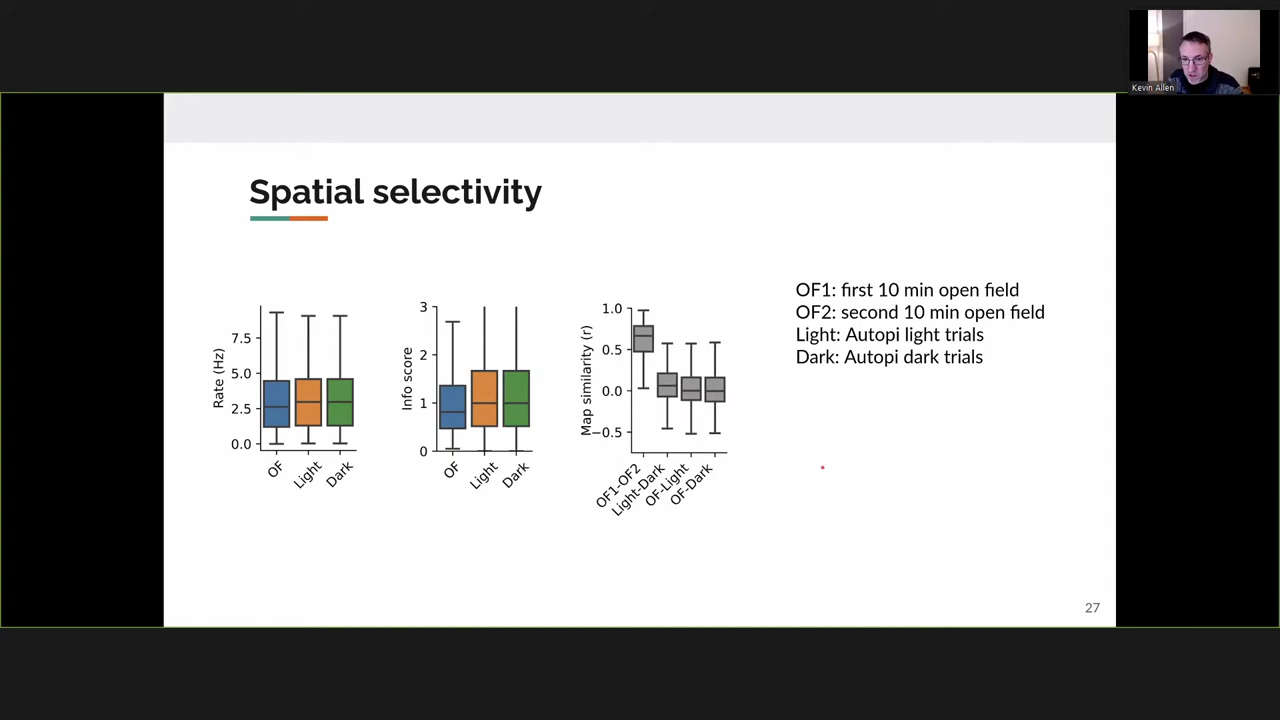 Kevin Allen
Spatial selectivity
OF1: first 10 min open field
OF2: second 10 min open field
Light: Autopi light trials
Dark: Autopi dark trials
Rate (Hz)
7.5
5.0
2.5
0.0
OF
Light
Dark
Info score
3
2
1
0
OF
Light
Dark
Map similarity (r)
1.0
0.5
0.0
−0.5
OF1-OF2
Light-Dark
OF-Light
OF-Dark
27